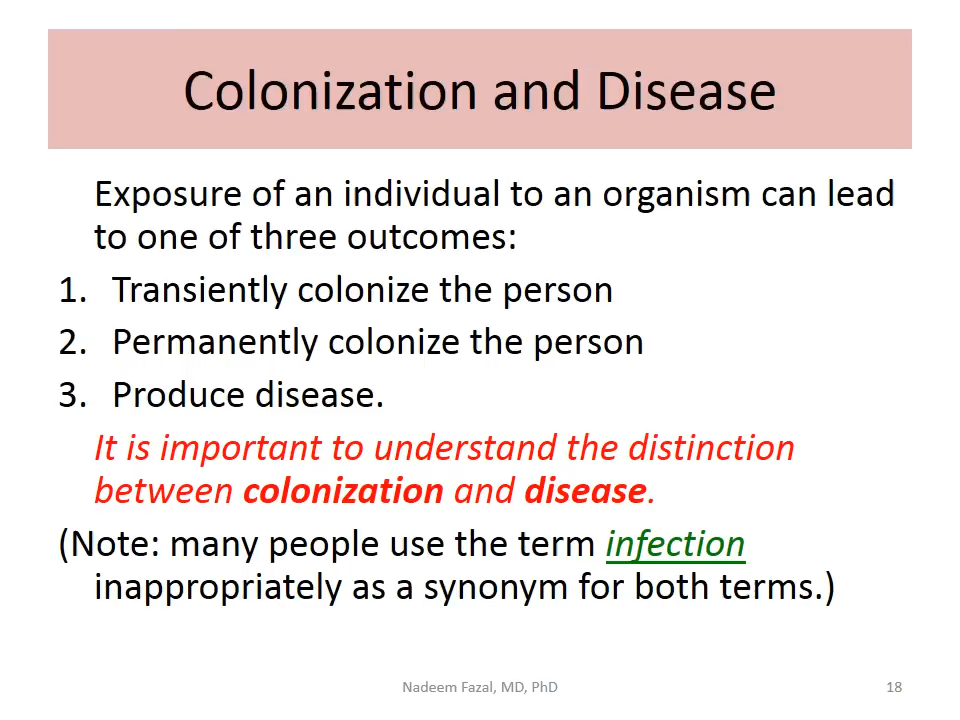 Colonization and Disease
Exposure of an individual to an organism can lead
to one of three outcomes:
1. Transiently colonize the person
2. Permanently colonize the person
3. Produce disease.
It is important to understand the distinction
between colonization and disease.
(Note: many people use the term infection
inappropriately as a synonym for both terms.)
Nadeem Fazal, MD, PhD
18